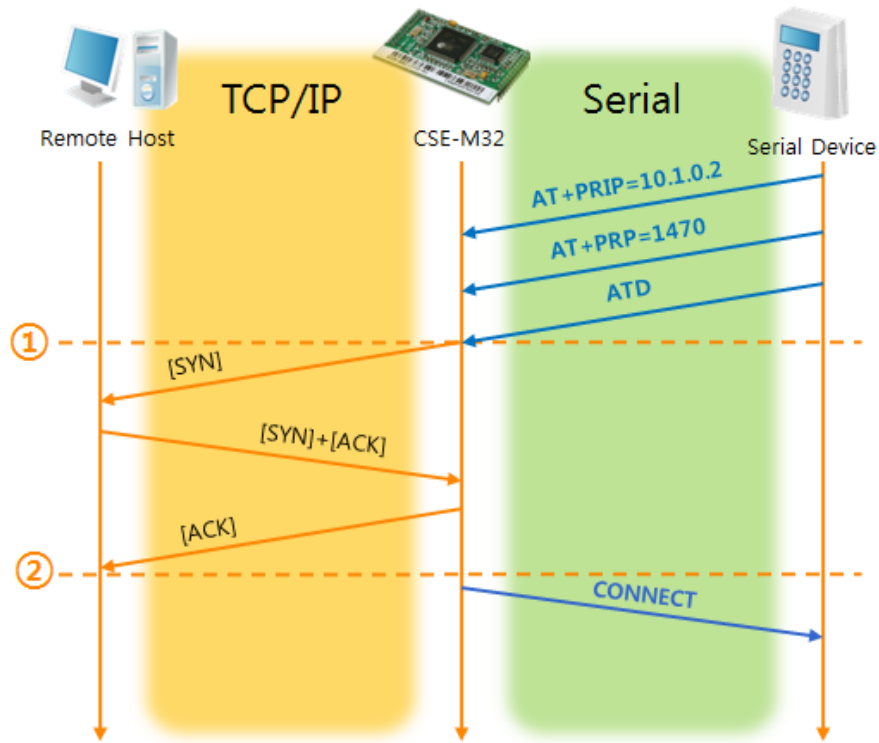 TCP/IP
Serial
Remote Host
CSE-M32
Serial Device
AT+PRIP=10.1.0.2
AT+PRP=1470
ATD
①
[SYN]
[SYN]+[ACK]
[ACK]
②
CONNECT